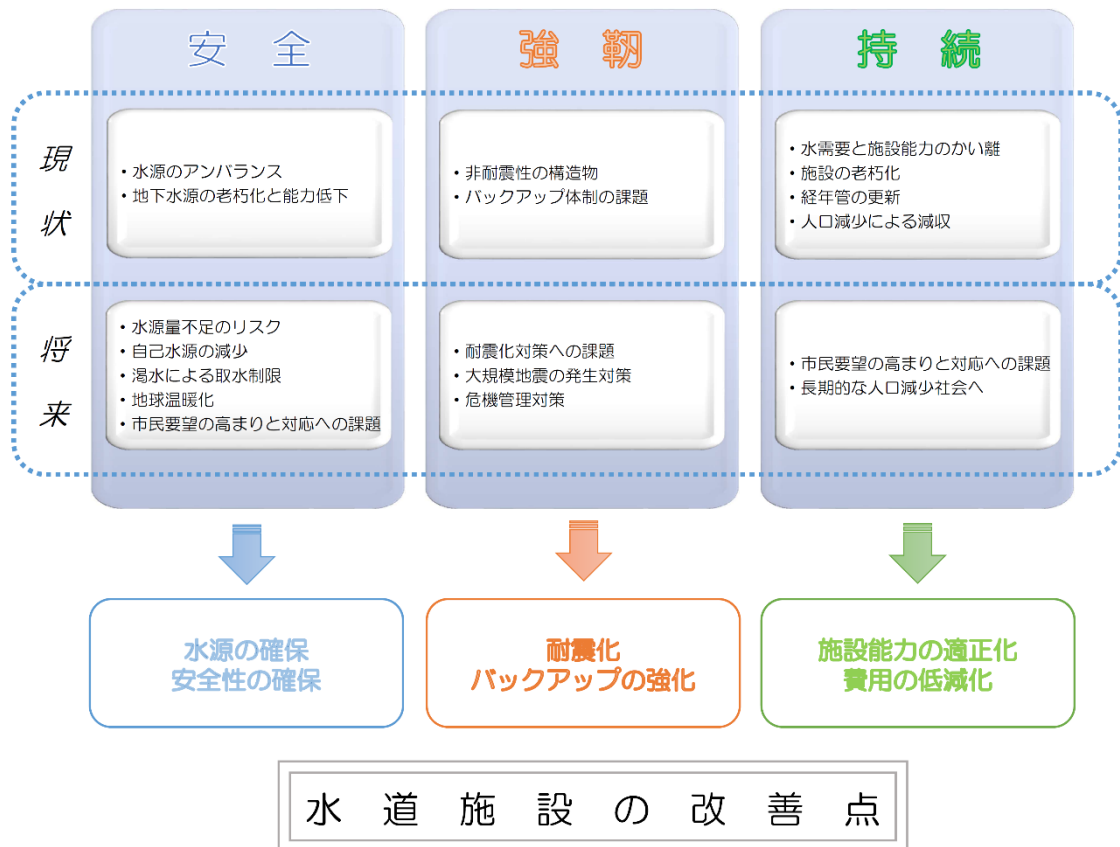 安 全
強 靭
持 続
現状
・水源のアンバランス
・地下水源の老朽化と能力低下
・非耐震性の構造物
・バックアップ体制の課題
・水需要と施設能力のかい離
・施設の老朽化
・経年管の更新
・人口減少による減収
将来
・水源量不足のリスク
・自己水源の減少
・渇水による取水制限
・地球温暖化
・市民要望の高まりと対応への課題
・耐震化対策への課題
・大規模地震の発生対策
・危機管理対策
・市民要望の高まりと対応への課題
・長期的な人口減少社会へ
水源の確保
安全性の確保
耐震化
バックアップの強化
施設能力の適正化
費用の低減化
水 道 施 設 の 改 善 点